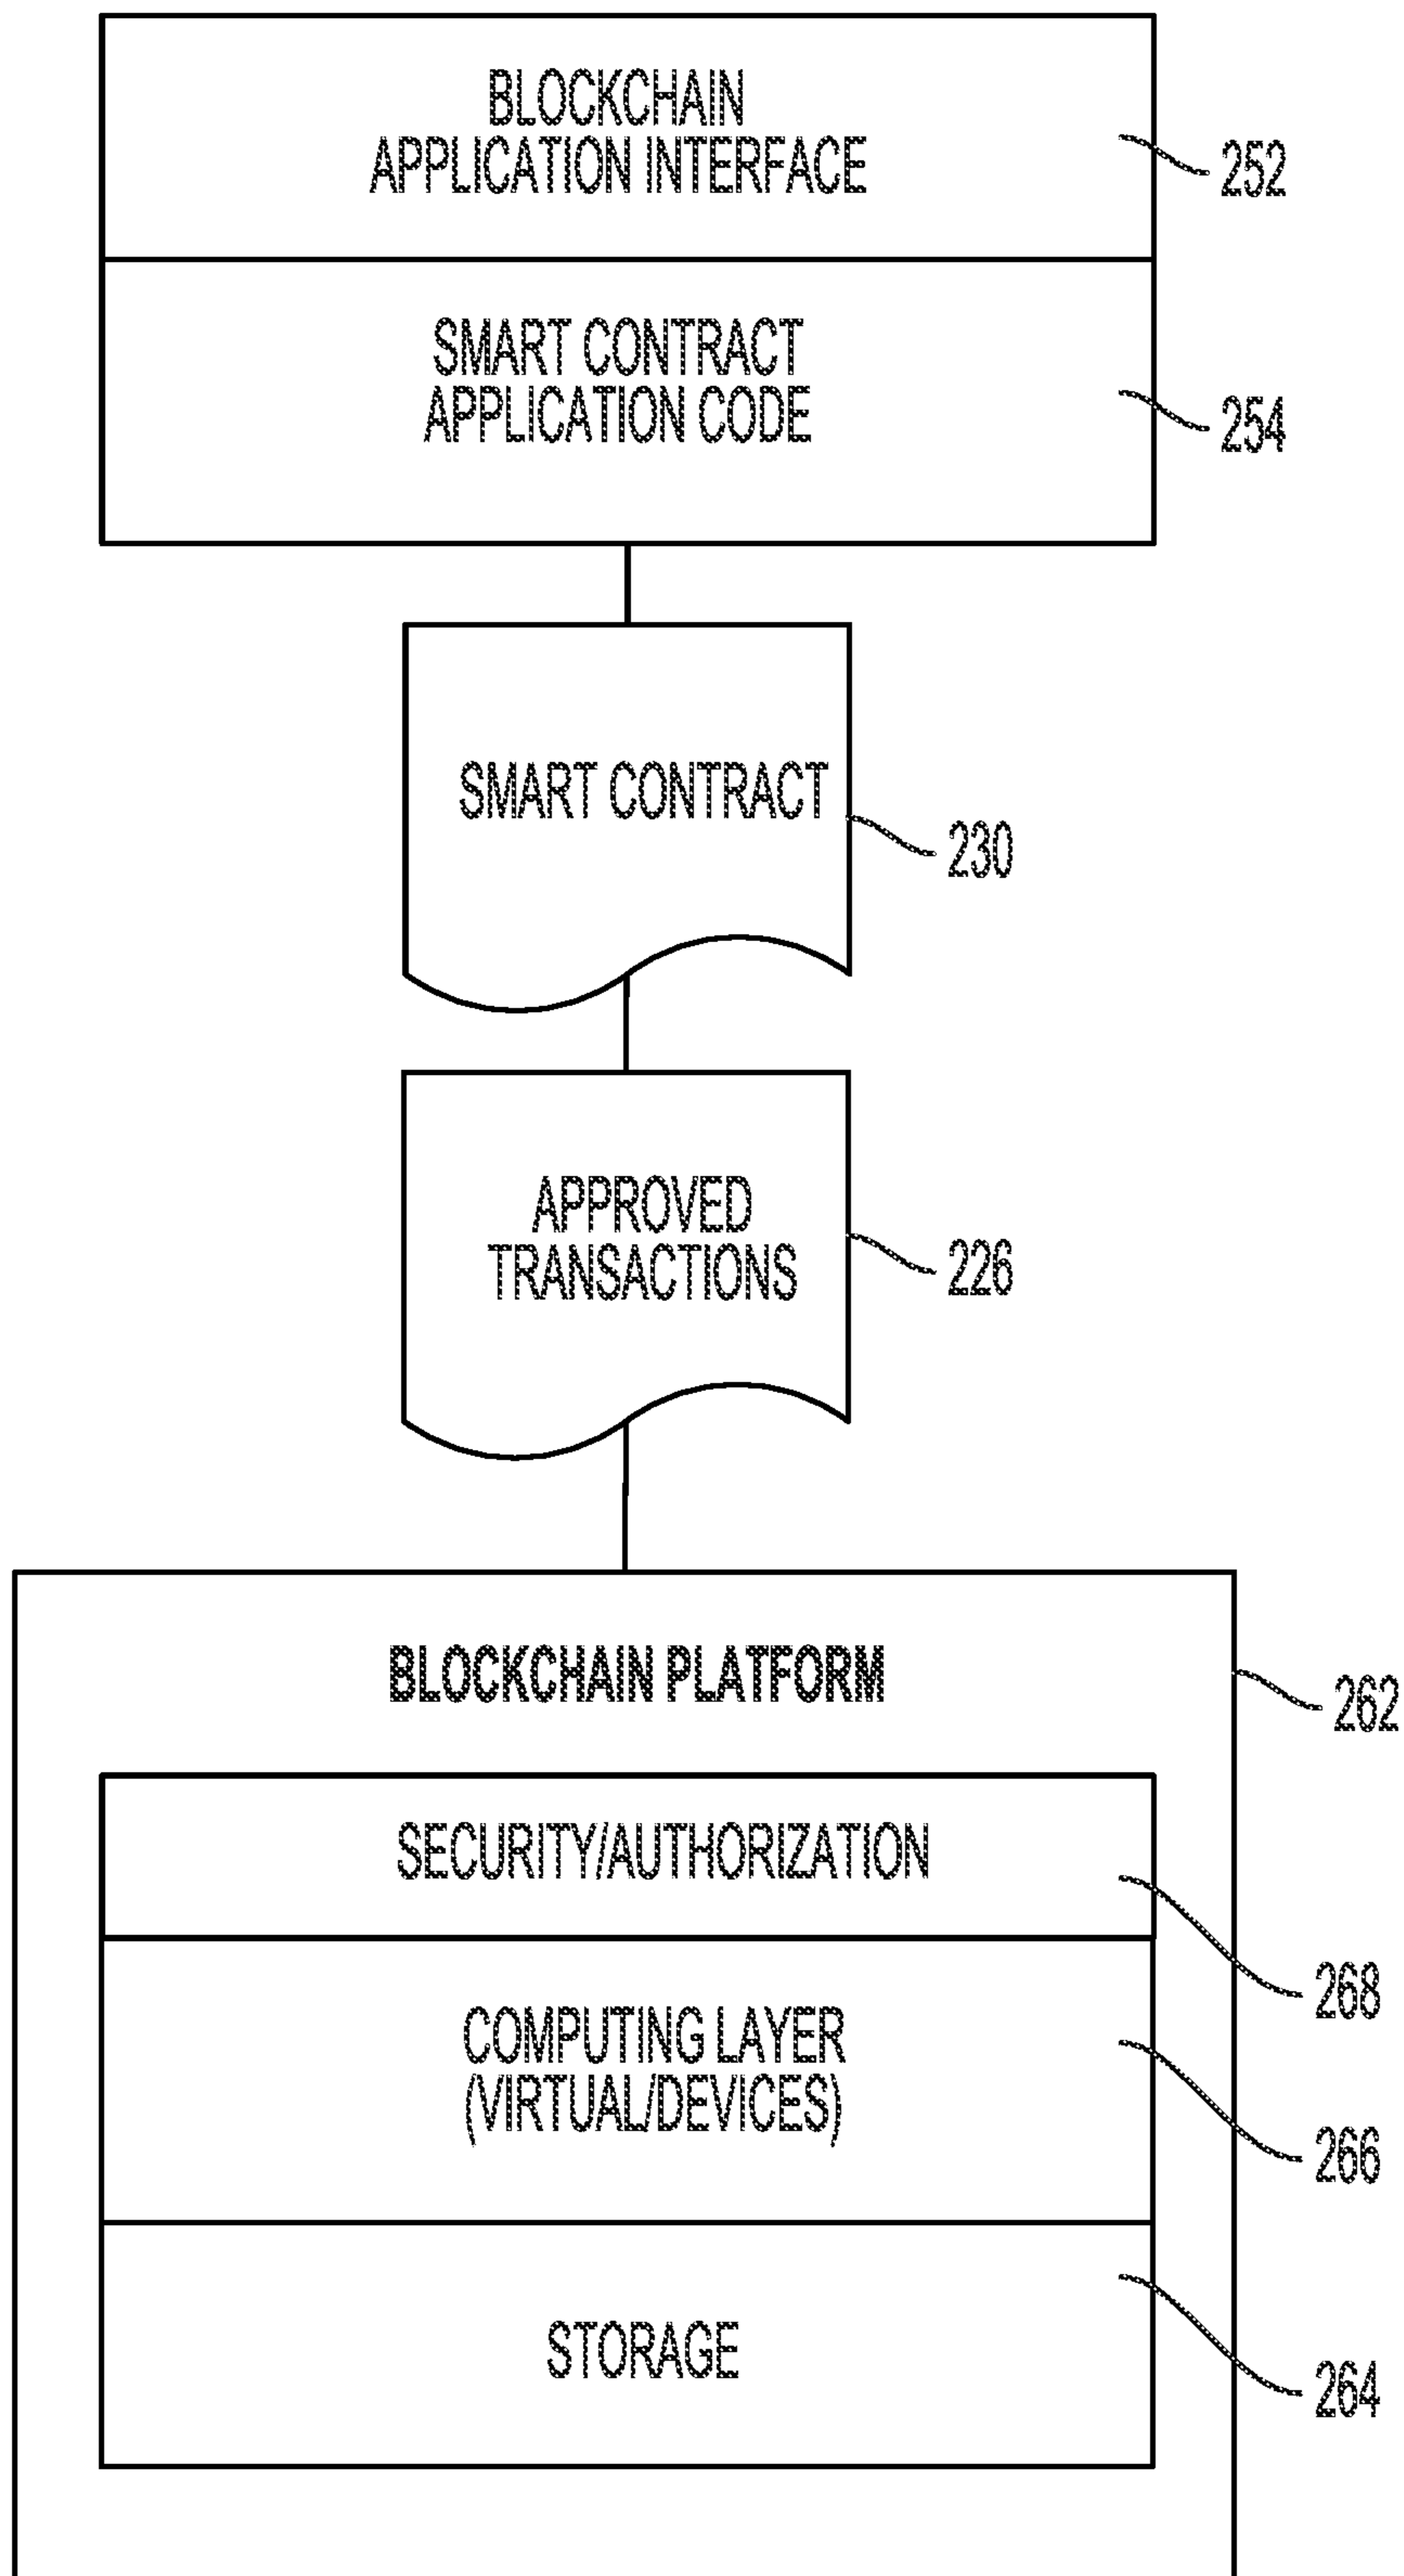 BLOCKCHAIN
APPLICATION INTERFACE
252
SMART CONTRACT
APPLICATION CODE
254
SMART CONTRACT
230
APPROVED
TRANSACTIONS
226
BLOCKCHAIN PLATFORM
262
SECURITY/AUTHORIZATION
268
COMPUTING LAYER
(VIRTUAL/DEVICES)
266
STORAGE
264